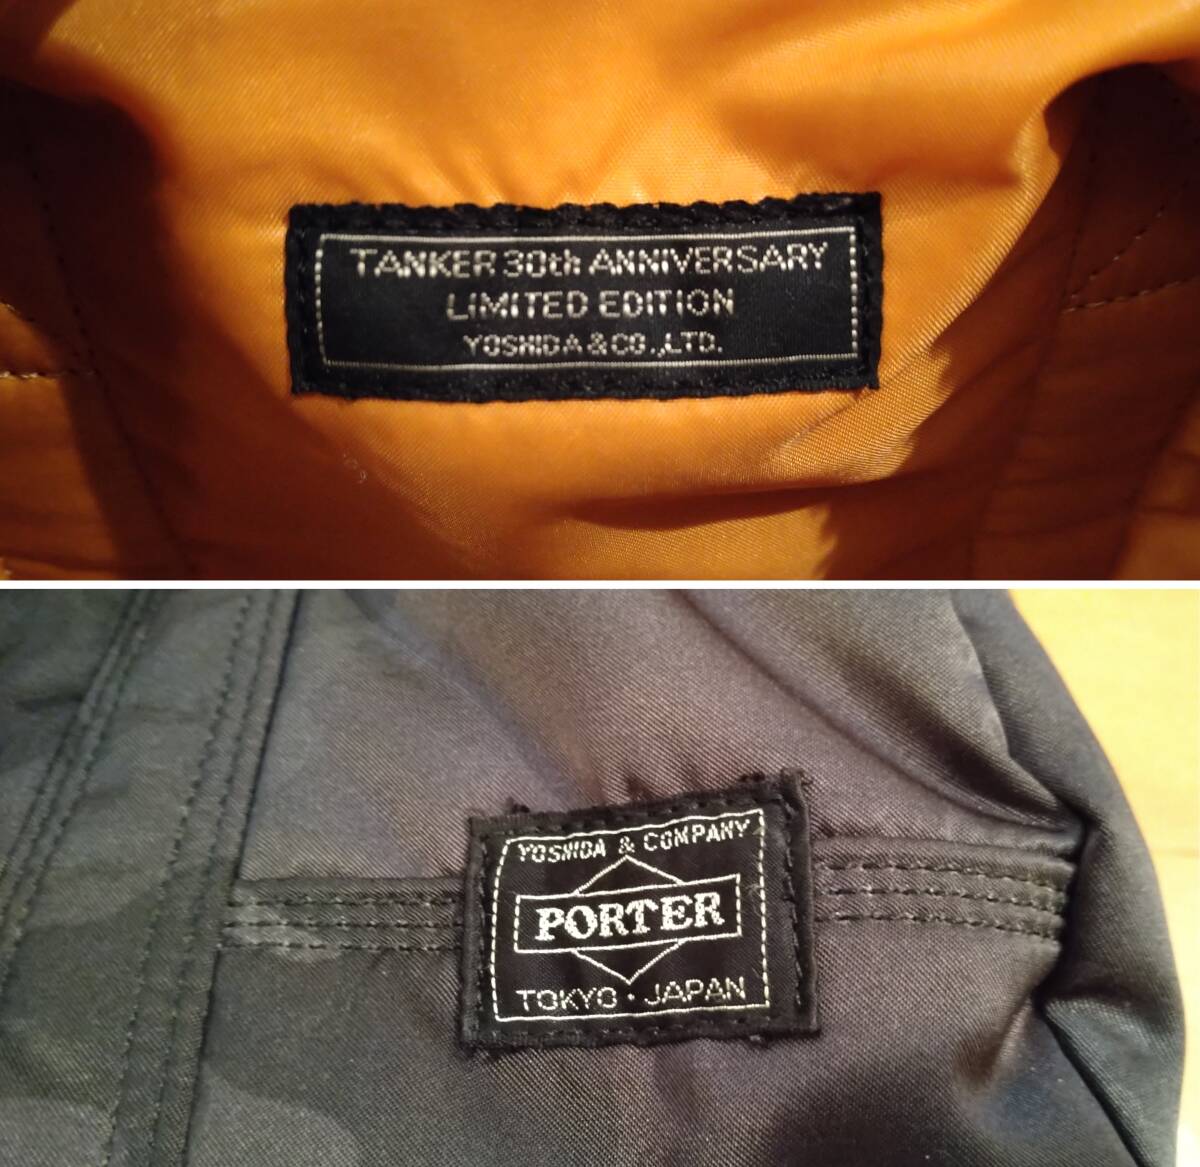 TANKER 30th ANNIVERSARY
LIMITED EDITION
YOSHIDA & CO., LTD.
YOSHIDA & COMPANY
PORTER
TOKYO · JAPAN